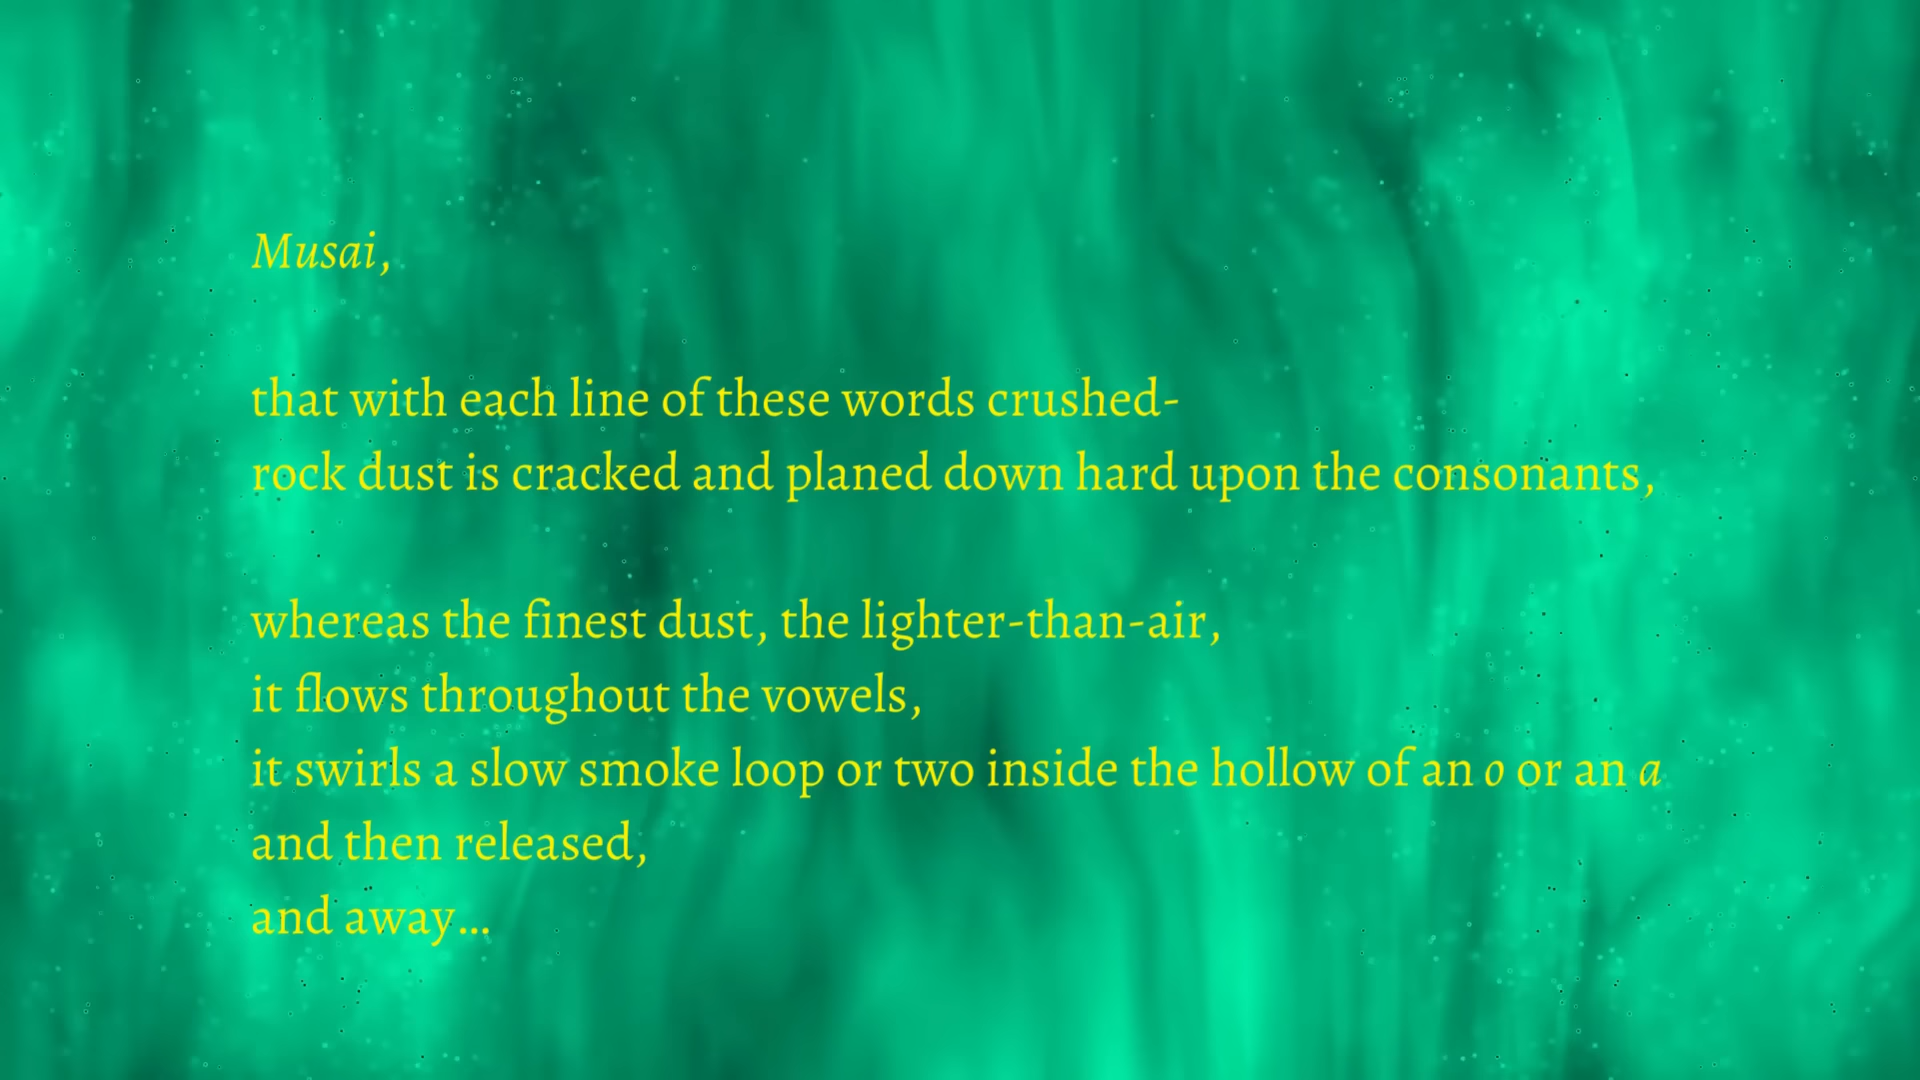 Musai,
that with each line of these words crushed-
rock dust is cracked and planed down hard upon the consonants,
whereas the finest dust, the lighter-than-air,
it flows throughout the vowels,
it swirls a slow smoke loop or two inside the hollow of an o or an a
and then released,
and away...